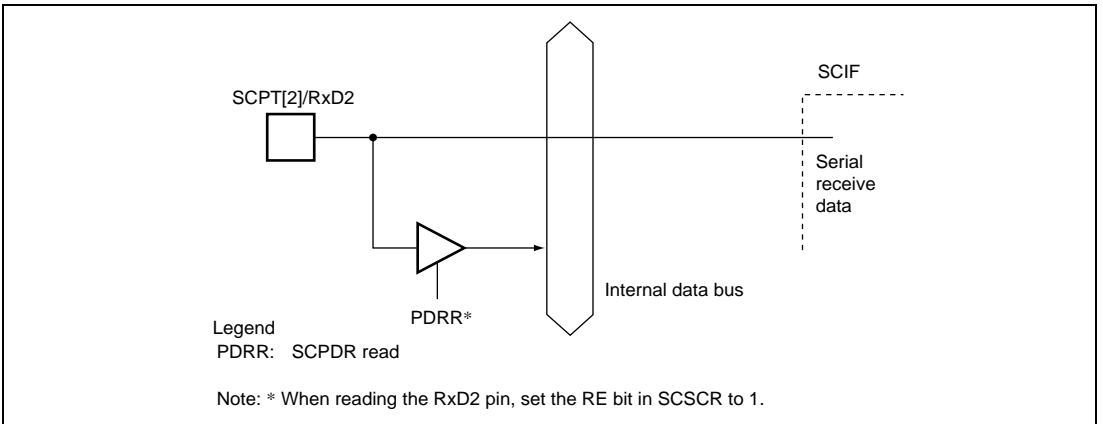 SCIF
SCPT[2]/RxD2
Serial
receive
data
Internal data bus
PDRR*
Legend
PDRR: SCPDR read
Note: * When reading the RxD2 pin, set the RE bit in SCSCR to 1.